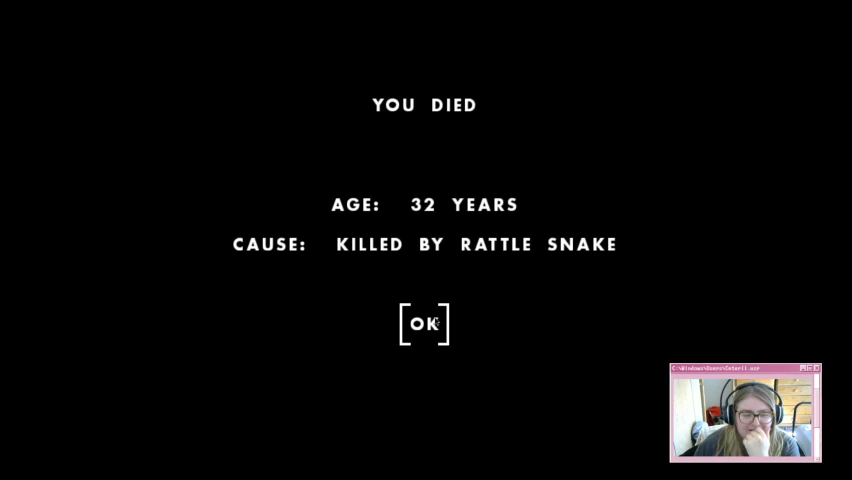 YOU DIED
AGE: 32 YEARS
CAUSE: KILLED BY RATTLE SNAKE
[OK]